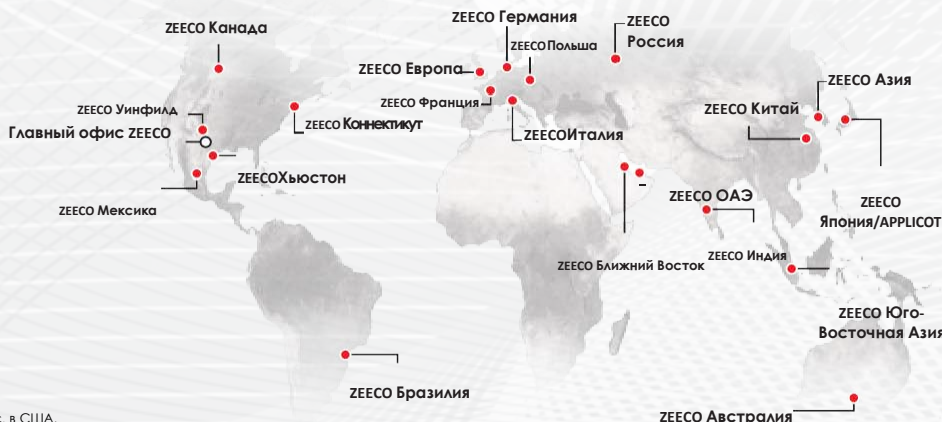 ZEECO Германия
ZEECO
Россия
ZEECO Канада
ZEECO Польша
ZEECO Европа
ZEECO Азия
ZEECO Франция
ZEECO Китай
ZEECO Уинфилд
ZEECO Коннектикут
Главный офис ZEECO
ZEECOИталия
ZEECOХьюстон
ZEECO ОАЭ
ZEECO
Япония/APPLICOT
ZEECO Мексика
ZEECO Индия
ZEECO Ближний Восток
ZEECO Юго-
Восточная Азия
ZEECO Бразилия
ZEECO Австралия
в США.